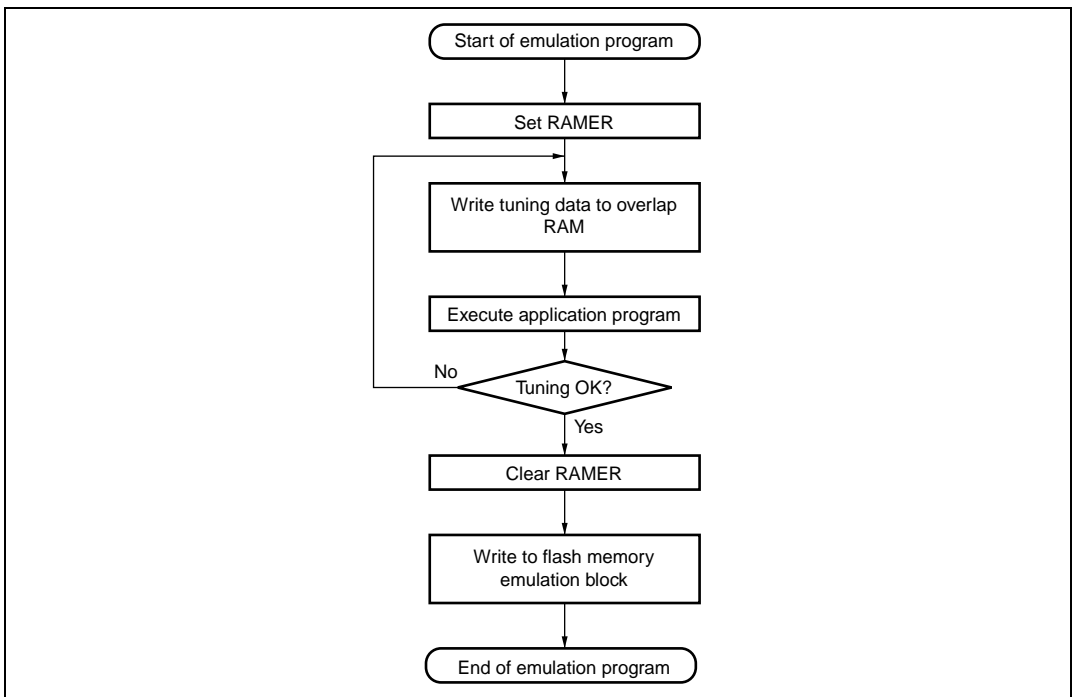 Start of emulation program
Set RAMER
Write tuning data to overlap
RAM
Execute application program
No
Tuning OK?
Yes
Clear RAMER
Write to flash memory
emulation block
End of emulation program